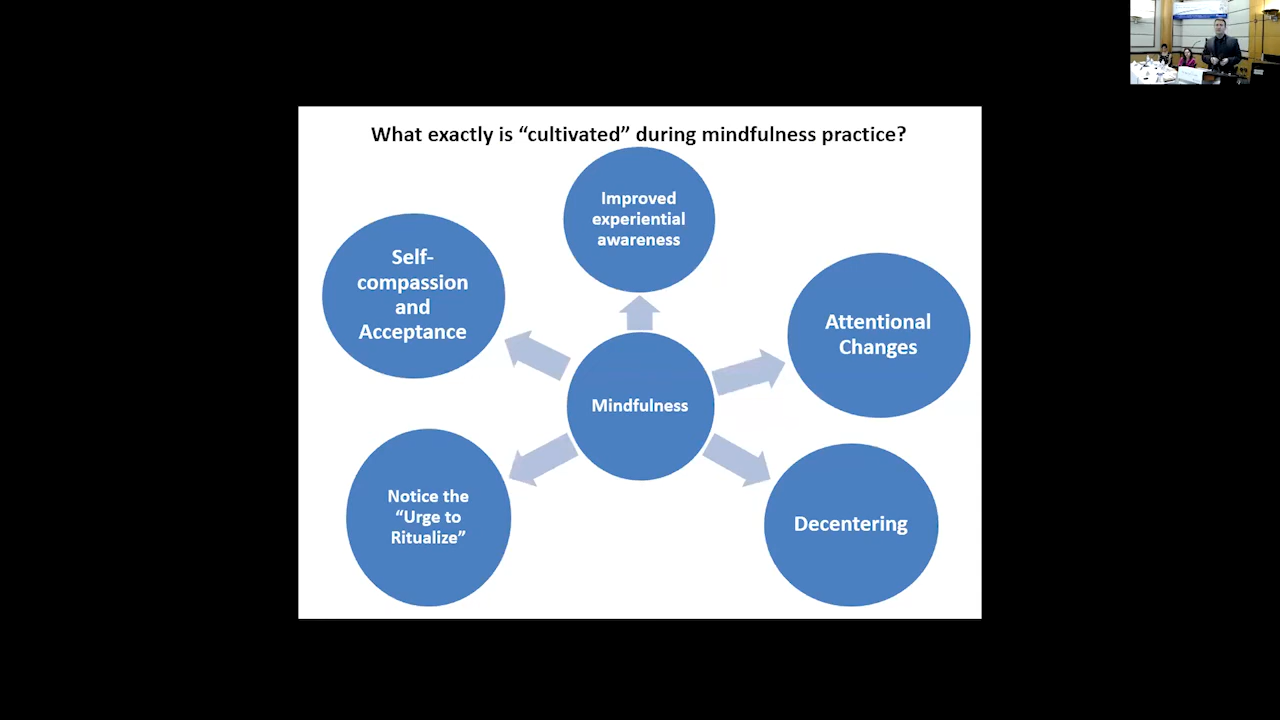 What exactly is “cultivated” during mindfulness practice?
Improved
experiential
awareness
Self-
compassion
and
Acceptance
Attentional
Changes
Mindfulness
Notice the
“Urge to
Ritualize”
Decentering